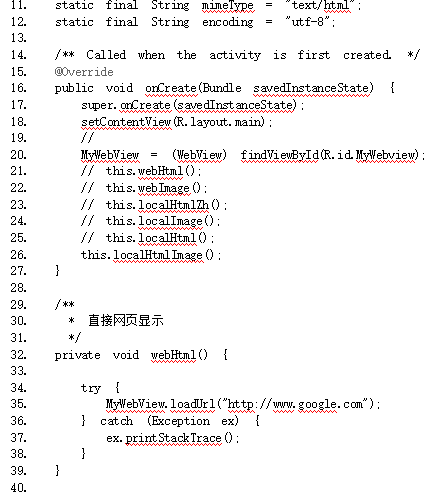 11. static final String mimeType = "text/html";
12. static final String encoding = "utf-8";
13.
14. /** Called when the activity is first created. */
15. @Override
16. public void onCreate(Bundle savedInstanceState) {
17. super.onCreate(savedInstanceState);
18. setContentView(R.layout.main);
19. //
20. MyWebView = (WebView) findViewById(R.id.MyWebview);
21. // this.webHtml();
22. // this.webImage();
23. // this.localHtmlZh();
24. // this.localImage();
25. // this.localHtml();
26. this.localHtmlImage();
27. }
28.
29. /**
30. * 直接网页显示
31. */
32. private void webHtml() {
33.
34. try {
35. MyWebView.loadUrl("http://www.google.com");
36. } catch (Exception ex) {
37. ex.printStackTrace();
38. }
39. }
40.